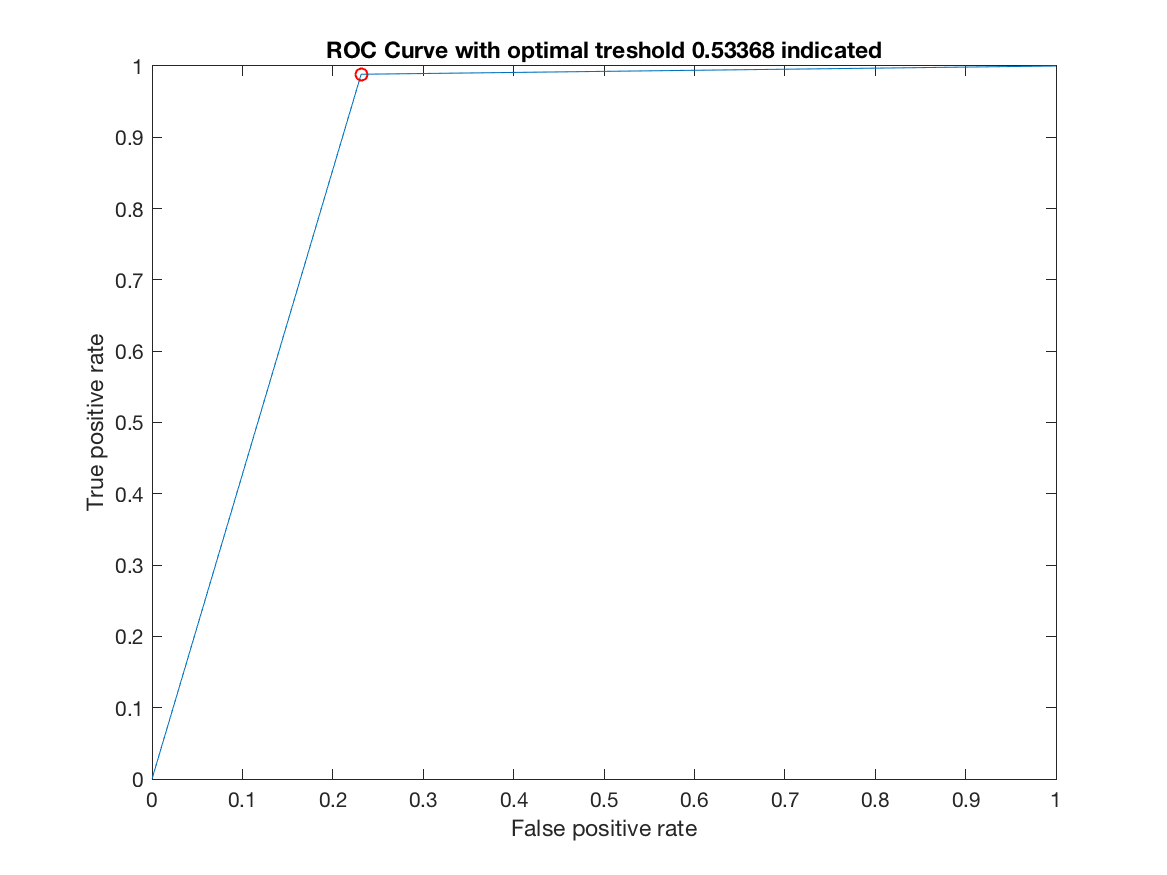 ROC Curve with optimal treshold 0.53368 indicated
1
0.9
0.8
0.7
0.6
0.5
0.4
0.3
0.2
0.1
0
True positive rate
0 0.1 0.2 0.3 0.4 0.5 0.6 0.7 0.8 0.9 1
False positive rate